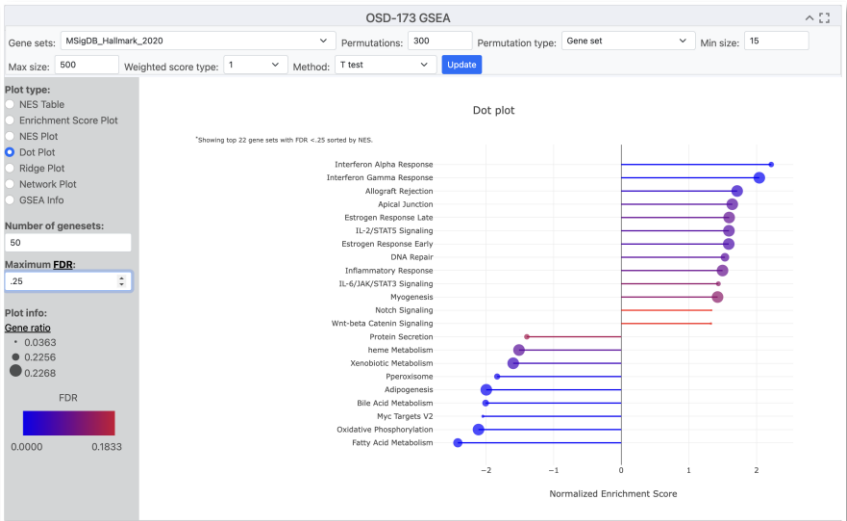 OSD-173 GSEA
Gene sets: MSigDB_Hallmark_2020 Permutations: 300 Permutation type: Gene set Min size: 15
Max size: 500 Weighted score type: 1 Method: T test Update
Plot type:
NES Table
Enrichment Score Plot
NES Plot
Dot Plot
Ridge Plot
Network Plot
GSEA Info
Number of genesets:
50
Maximum FDR:
.25
Plot info:
Gene ratio
0.0363
0.2256
0.2268
FDR
0.0000 0.1833
Dot plot
*Showing top 22 gene sets with FDR <.25 sorted by NES.
Interferon Alpha Response
Interferon Gamma Response
Allograft Rejection
Apical Junction
Estrogen Response Late
IL-2/STAT5 Signaling
Estrogen Response Early
DNA Repair
Inflammatory Response
IL-6/JAK/STAT3 Signaling
Myogenesis
Notch Signaling
Wnt-beta Catenin Signaling
Protein Secretion
heme Metabolism
Xenobiotic Metabolism
Pperoxisome
Adipogenesis
Bile Acid Metabolism
Myc Targets V2
Oxidative Phosphorylation
Fatty Acid Metabolism
−2 −1 0 1 2
Normalized Enrichment Score